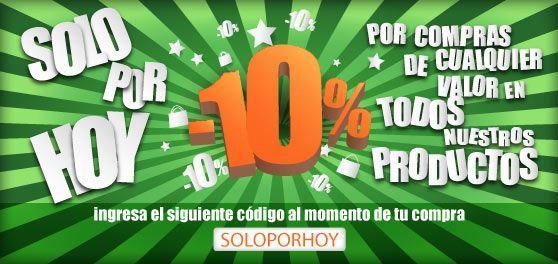 SOLO
POR
HOY
-10%
-10%
-10%
-10%
-10%
POR COMPRAS
DE CUALQUIER
VALOR EN
TODOS
NUESTROS
PRODUCTOS
ingresa el siguiente código al momento de tu compra
SOLOPORHOY